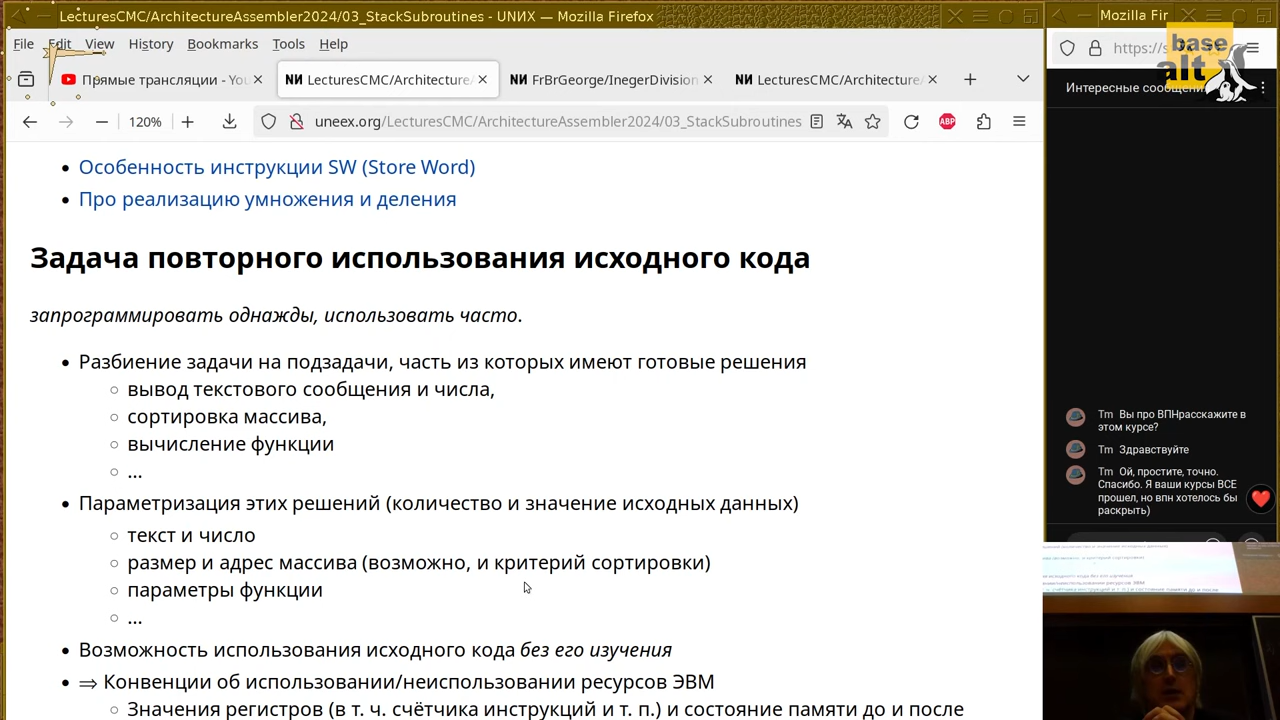 LecturesCMC/ArchitectureAssembler2024/03_StackSubroutines - UNИX — Mozilla Firefox
Mozilla Fir
File Edit View History Bookmarks Tools Help
base
alt
Прямые трансляции - You
LecturesCMC/Architecture
FrBrGeorge/InegerDivision
LecturesCMC/Architecture
https://s
120%
uneex.org/LecturesCMC/ArchitectureAssembler2024/03_StackSubroutines
ABP
Интересные сообщени
Особенность инструкции SW (Store Word)
Про реализацию умножения и деления
Задача повторного использования исходного кода
запрограммировать однажды, использовать часто.
Разбиение задачи на подзадачи, часть из которых имеют готовые решения
вывод текстового сообщения и числа,
сортировка массива,
вычисление функции
...
Параметризация этих решений (количество и значение исходных данных)
текст и число
размер и адрес массива (возможно, и критерий сортировки)
параметры функции
...
Возможность использования исходного кода без его изучения
⇒ Конвенции об использовании/неиспользовании ресурсов ЭВМ
Значения регистров (в т. ч. счётчика инструкций и т. п.) и состояние памяти до и после
Tm Вы про ВПНрасскажите в
этом курсе?
Tm Здравствуйте
Tm Ой, простите, точно.
Спасибо. Я ваши курсы ВСЕ
прошел, но впн хотелось бы
раскрыть)